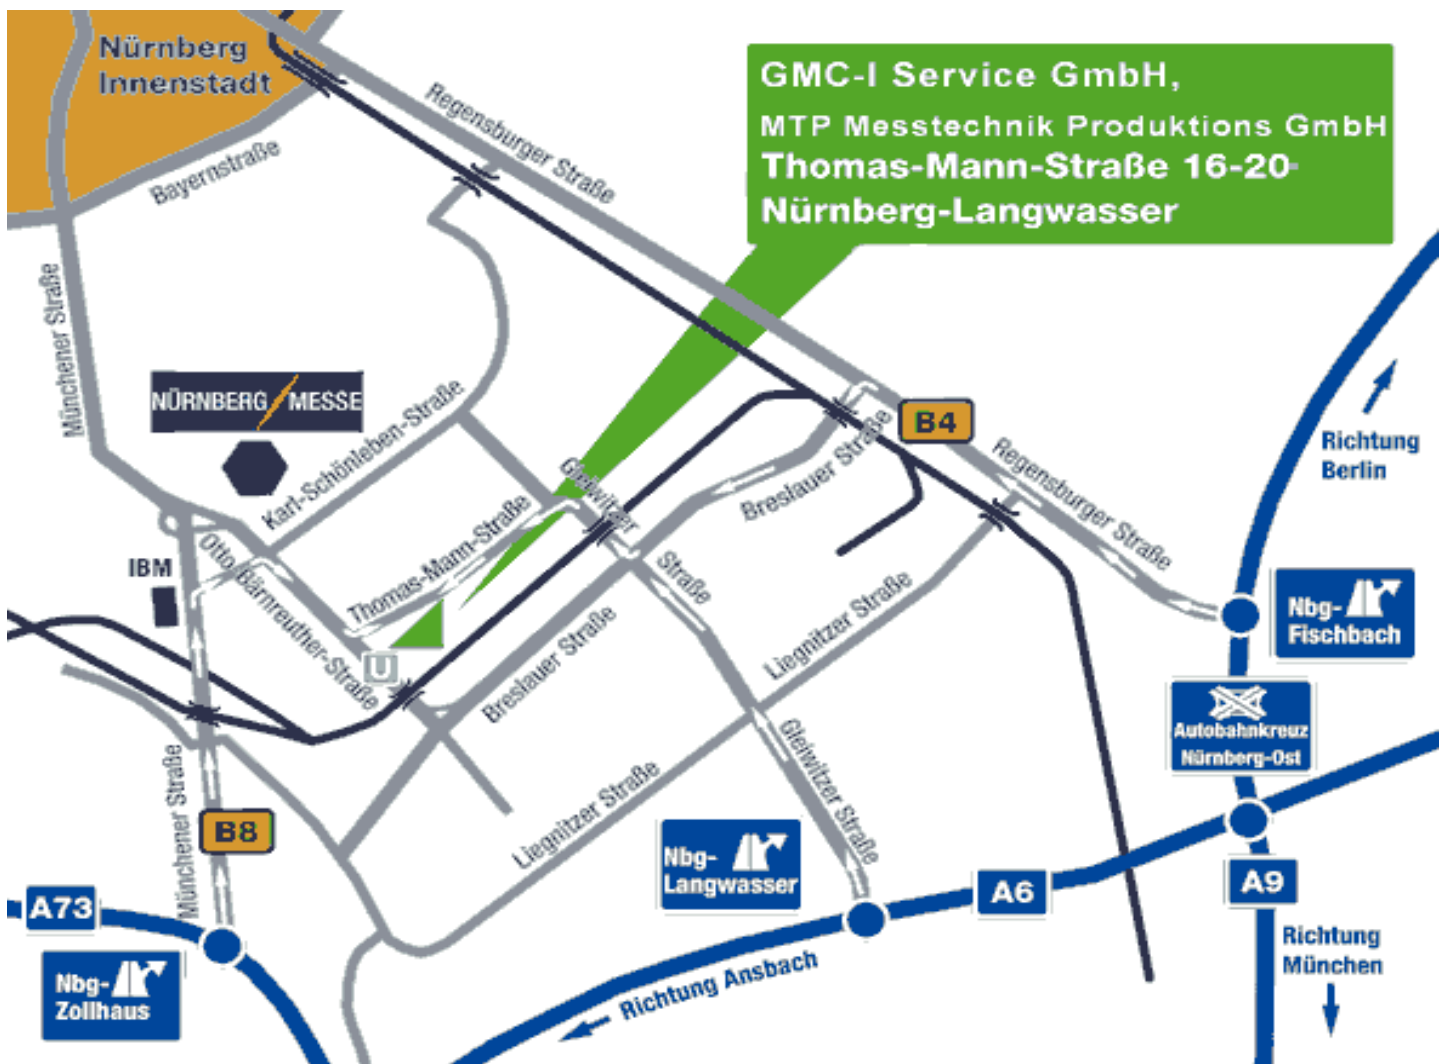 Nürnberg
Innenstadt
GMC-I Service GmbH,
MTP Messtechnik Produktions GmbH
Thomas-Mann-Straße 16-20
Nürnberg-Langwasser
Regensburger Straße
Bayernstraße
Münchener Straße
NÜRNBERG MESSE
Karl-Schönleben-Straße
Gleiwitzer
Breslauer Straße
B4
Regensburger Straße
Richtung
Berlin
IBM
Otto-Bärnreuther-Straße
Thomas-Mann-Straße
Straße
Liegnitzer Straße
Nbg-
Fischbach
U
Breslauer Straße
Autobahnkreuz
Nürnberg-Ost
Gleiwitzer Straße
Münchener Straße
B8
Liegnitzer Straße
Nbg-
Langwasser
A6
A9
A73
Richtung
München
Nbg-
Zollhaus
Richtung Ansbach